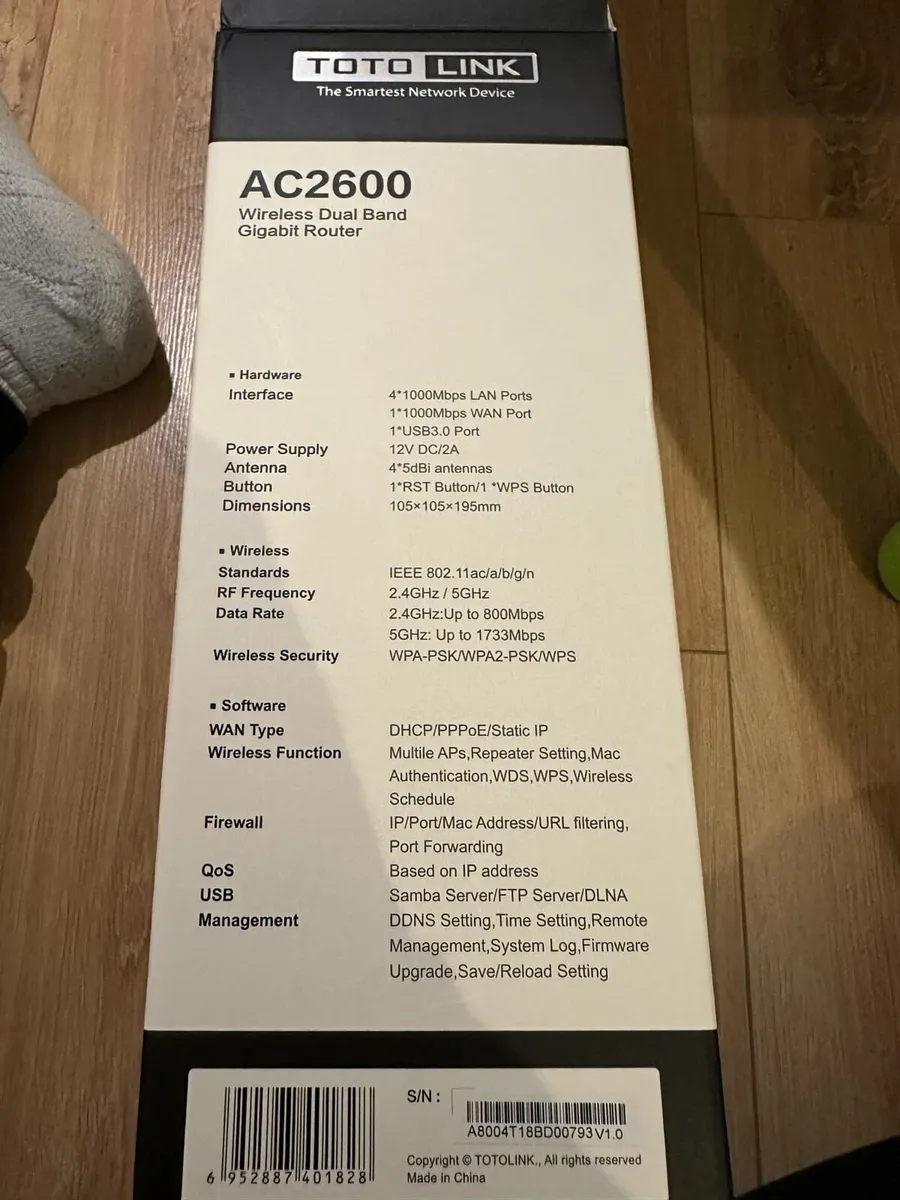 TOTO LINK
The Smartest Network Device
AC2600
Wireless Dual Band
Gigabit Router
▪ Hardware
Interface 4*1000Mbps LAN Ports
1*1000Mbps WAN Port
1*USB3.0 Port
Power Supply 12V DC/2A
Antenna 4*5dBi antennas
Button 1*RST Button/1 *WPS Button
Dimensions 105×105×195mm
▪ Wireless
Standards IEEE 802.11ac/a/b/g/n
RF Frequency 2.4GHz / 5GHz
Data Rate 2.4GHz:Up to 800Mbps
5GHz: Up to 1733Mbps
Wireless Security WPA-PSK/WPA2-PSK/WPS
▪ Software
WAN Type DHCP/PPPoE/Static IP
Wireless Function Multile APs,Repeater Setting,Mac
Authentication,WDS,WPS,Wireless
Schedule
Firewall IP/Port/Mac Address/URL filtering,
Port Forwarding
QoS Based on IP address
USB Samba Server/FTP Server/DLNA
Management DDNS Setting,Time Setting,Remote
Management,System Log,Firmware
Upgrade,Save/Reload Setting
S/N :
A8004T18BD00793 V1.0
6 952887 401828
Copyright © TOTOLINK., All rights reserved
Made in China